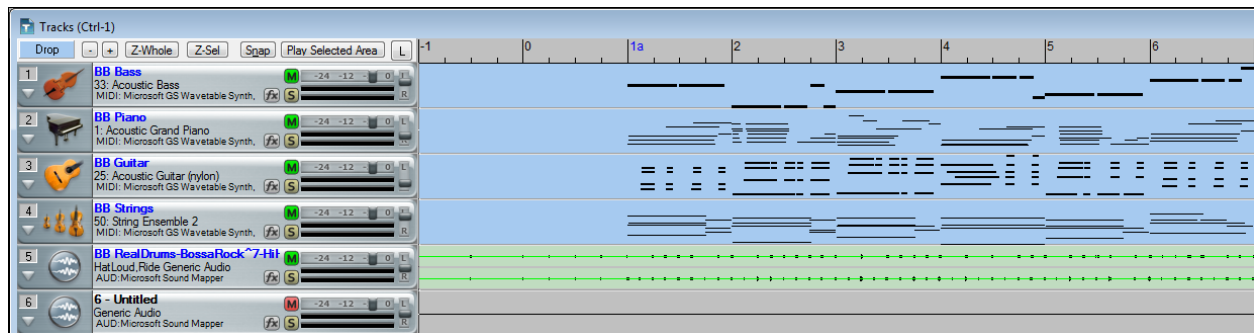 Tracks (Ctrl-1)
Drop - + Z-Whole Z-Sel Snap Play Selected Area L -1 0 1a 2 3 4 5 6
1 BB Bass M -24 -12 0 L
33: Acoustic Bass
MIDI: Microsoft GS Wavetable Synth, fx S R
2 BB Piano M -24 -12 0 L
1: Acoustic Grand Piano
MIDI: Microsoft GS Wavetable Synth, fx S R
3 BB Guitar M -24 -12 0 L
25: Acoustic Guitar (nylon)
MIDI: Microsoft GS Wavetable Synth, fx S R
4 BB Strings M -24 -12 0 L
50: String Ensemble 2
MIDI: Microsoft GS Wavetable Synth, fx S R
5 BB RealDrums-BossaRock^7-HiH M -24 -12 0 L
HatLoud,Ride Generic Audio
AUD:Microsoft Sound Mapper fx S R
6 6 - Untitled M -24 -12 0 L
Generic Audio
AUD:Microsoft Sound Mapper fx S R